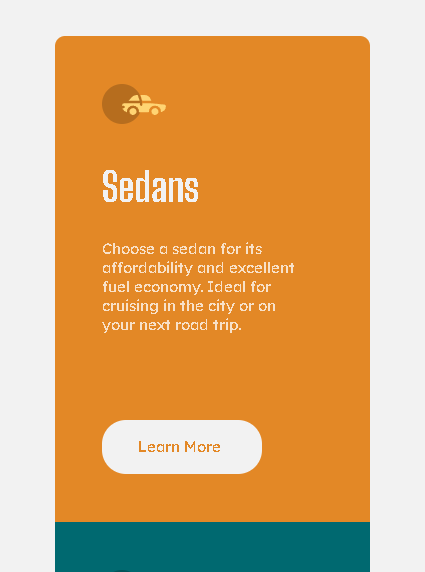 Sedans
Choose a sedan for its
affordability and excellent
fuel economy. Ideal for
cruising in the city or on
your next road trip.
Learn More